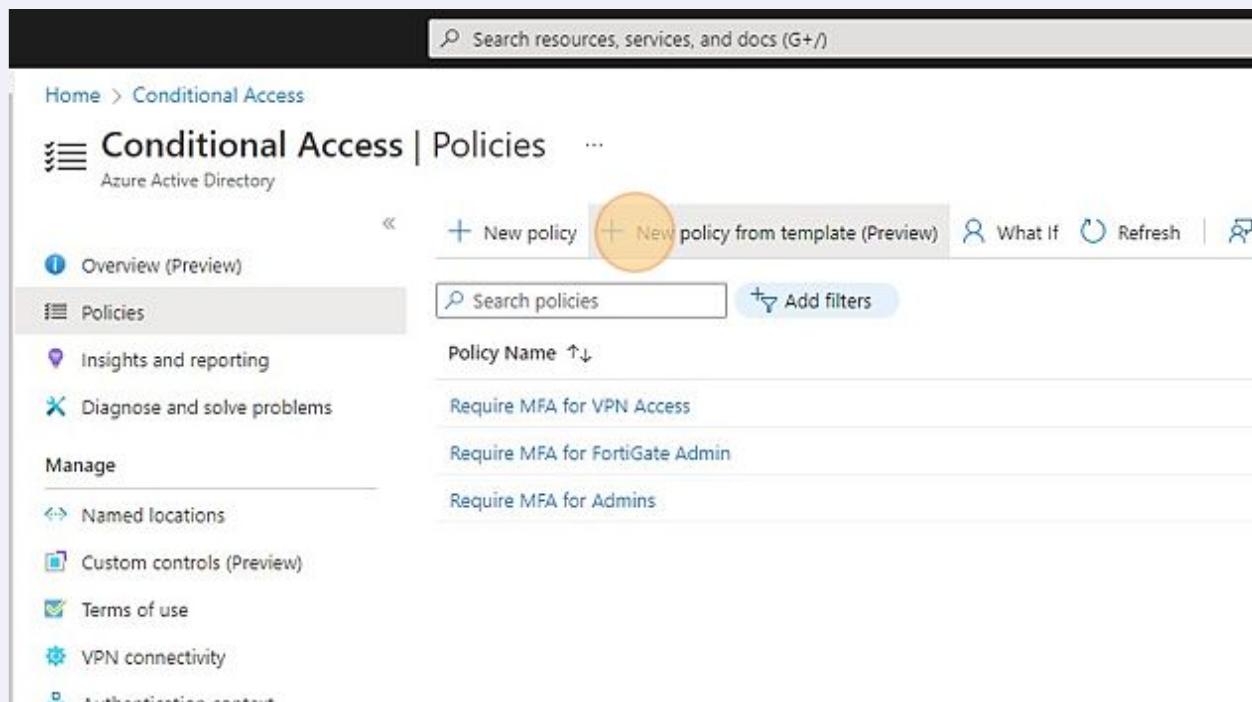 Search resources, services, and docs (G+/)
Home > Conditional Access
Conditional Access | Policies ...
Azure Active Directory
«
+ New policy + New policy from template (Preview) What If Refresh
Overview (Preview)
Policies
Insights and reporting
Diagnose and solve problems
Manage
Named locations
Custom controls (Preview)
Terms of use
VPN connectivity
Authentication context
Search policies Add filters
Policy Name ↑↓
Require MFA for VPN Access
Require MFA for FortiGate Admin
Require MFA for Admins